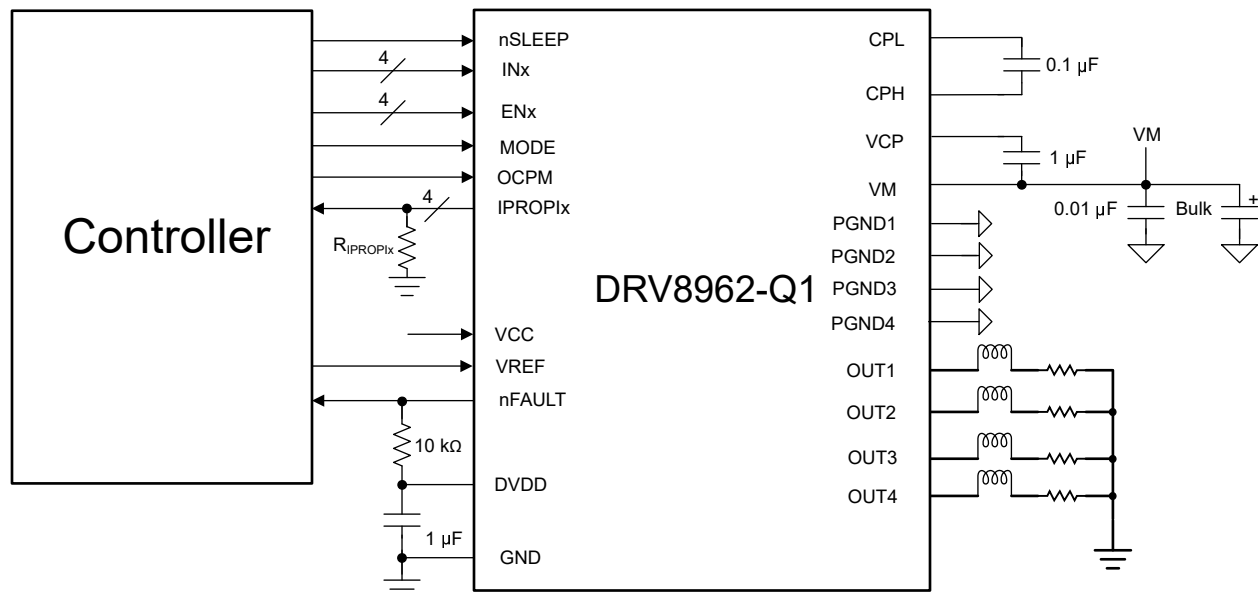 Controller
4
4
4
R_IPROPIx
10 kΩ
1 µF
nSLEEP
INx
ENx
MODE
OCPM
IPROPIx
VCC
VREF
nFAULT
DVDD
GND
DRV8962-Q1
CPL
CPH
VCP
VM
PGND1
PGND2
PGND3
PGND4
OUT1
OUT2
OUT3
OUT4
0.1 µF
1 µF
VM
0.01 µF
Bulk
+